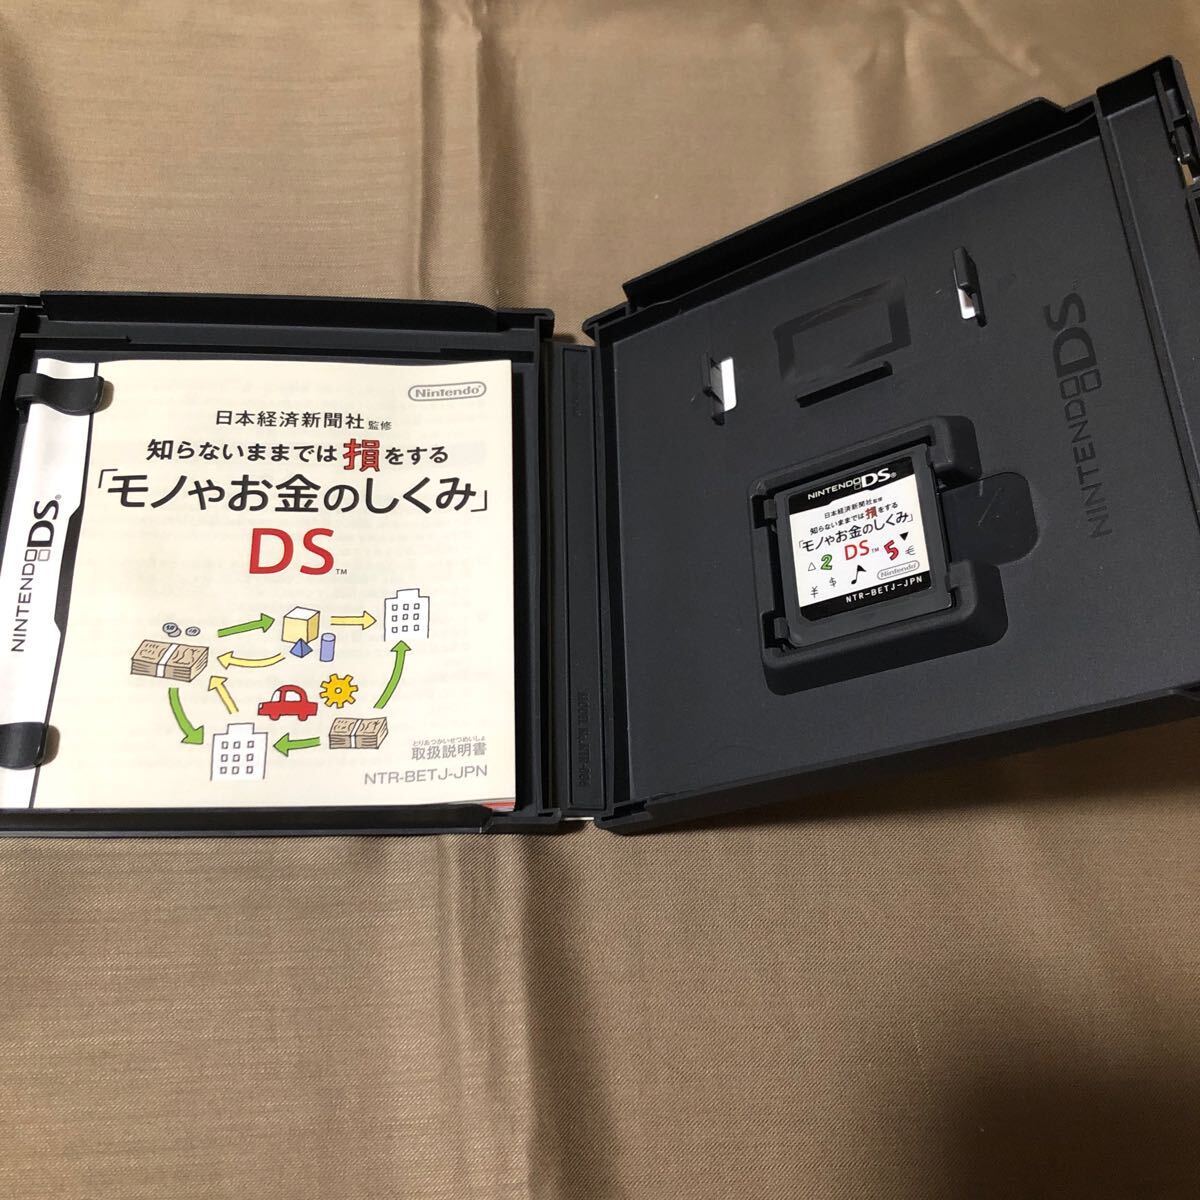 NINTENDO DS®
Nintendo®
日本経済新聞社監修
知らないままでは損をする
「モノやお金のしくみ」
DS™
とりあつかいせつめいしょ
取扱説明書
NTR-BETJ-JPN
NINTENDO DS®
日本経済新聞社監修
知らないままでは損をする
「モノやお金のしくみ」
△ 2 DS™ 5 ▼
¥ $ ♪ €
Nintendo®
NTR-BETJ-JPN
NINTENDO DS™